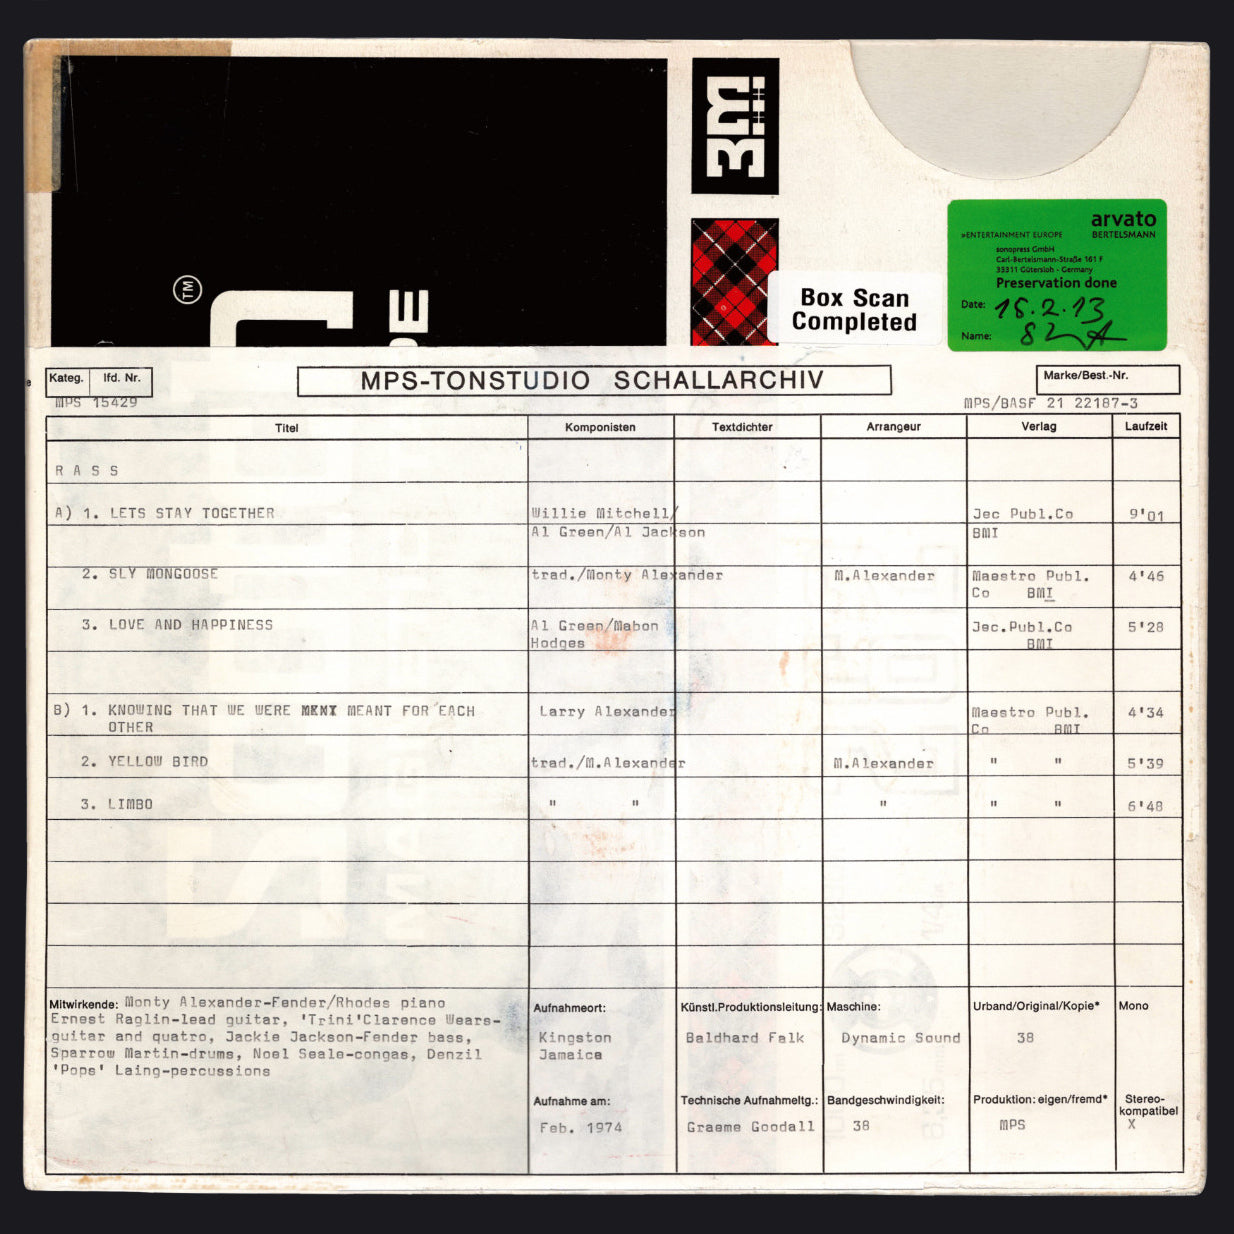 3M
TM
arvato
»ENTERTAINMENT EUROPE BERTELSMANN
sonopress GmbH
Carl-Bertelsmann-Straße 161 F
33311 Gütersloh - Germany
Preservation done
Date: 18.2.13
Name:
Box Scan
Completed
Kateg. lfd. Nr.
MPS-TONSTUDIO SCHALLARCHIV
Marke/Best.-Nr.
MPS 15429
MPS/BASF 21 22187-3
Titel Komponisten Textdichter Arrangeur Verlag Laufzeit
R A S S
A) 1. LETS STAY TOGETHER Willie Mitchell/ Jec Publ.Co 9'01
Al Green/Al Jackson BMI
2. SLY MONGOOSE trad./Monty Alexander M.Alexander Maestro Publ. 4'46
Co BMI
3. LOVE AND HAPPINESS Al Green/Mabon Jec.Publ.Co 5'28
Hodges BMI
B) 1. KNOWING THAT WE WERE MEANT FOR EACH Larry Alexander Maestro Publ. 4'34
OTHER Co BMI
2. YELLOW BIRD trad./M.Alexander M.Alexander " " 5'39
3. LIMBO " " " " " 6'48
Mitwirkende: Monty Alexander-Fender/Rhodes piano
Ernest Raglin-lead guitar, 'Trini'Clarence Wears-
guitar and quatro, Jackie Jackson-Fender bass,
Sparrow Martin-drums, Noel Seale-congas, Denzil
'Pops' Laing-percussions
Aufnahmeort: Künstl.Produktionsleitung: Maschine: Urband/Original/Kopie* Mono
Kingston Baldhard Falk Dynamic Sound 38
Jamaica
Aufnahme am: Technische Aufnahmeltg.: Bandgeschwindigkeit: Produktion: eigen/fremd* Stereo-
kompatibel
Feb. 1974 Graeme Goodall 38 MPS X